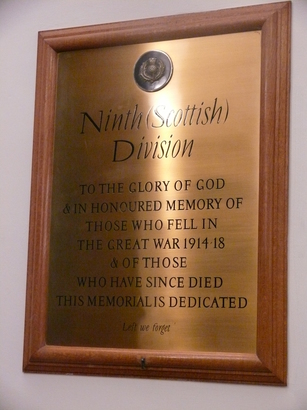 Ninth (Scottish)
Division
TO THE GLORY OF GOD
& IN HONOURED MEMORY OF
THOSE WHO FELL IN
THE GREAT WAR 1914-18
& OF THOSE
WHO HAVE SINCE DIED
THIS MEMORIAL IS DEDICATED
Lest we forget